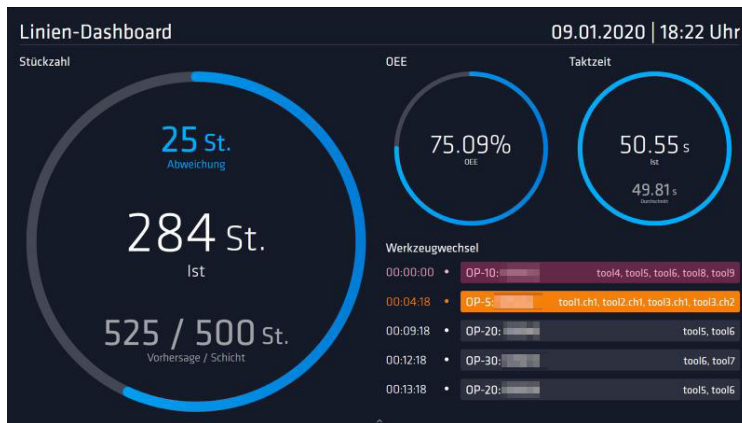 Linien-Dashboard
09.01.2020 | 18:22 Uhr
Stückzahl
25 St.
Abweichung
284 St.
Ist
525 / 500 St.
Vorhersage / Schicht
OEE
75.09%
OEE
Taktzeit
50.55 s
Ist
49.81 s
Durchschnitt
Werkzeugwechsel
00:00:00 • OP-10: tool4, tool5, tool6, tool8, tool9
00:04:18 • OP-5: tool1.ch1, tool2.ch1, tool3.ch1, tool3.ch2
00:09:18 • OP-20: tool5, tool6
00:12:18 • OP-30: tool6, tool7
00:13:18 • OP-20: tool5, tool6